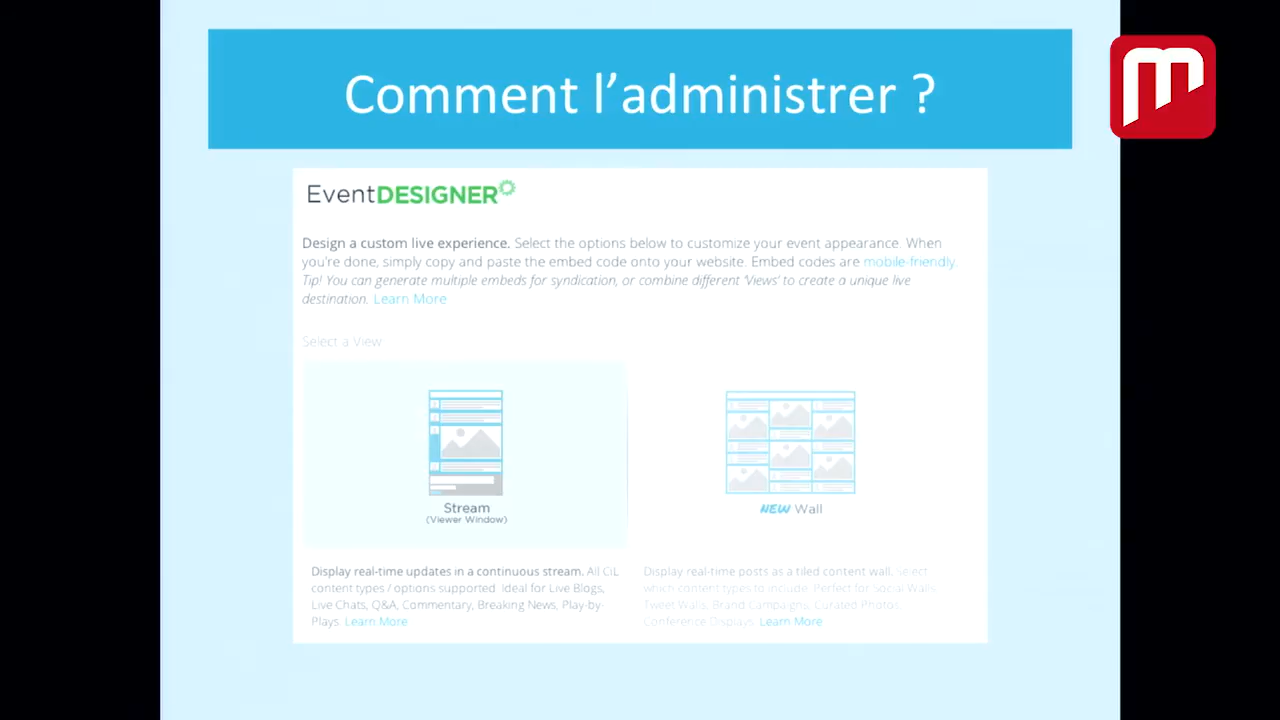 Comment l’administrer ?
EventDESIGNER
Design a custom live experience. Select the options below to customize your event appearance. When
you're done, simply copy and paste the embed code onto your website. Embed codes are mobile-friendly.
Tip! You can generate multiple embeds for syndication, or combine different 'Views' to create a unique live
destination. Learn More
Select a View
Stream
(Viewer Window)
NEW Wall
Display real-time updates in a continuous stream. All CiL
content types / options supported. Ideal for Live Blogs,
Live Chats, Q&A, Commentary, Breaking News, Play-by-
Plays. Learn More
Display real-time posts as a tiled content wall. Select
which content types to include. Perfect for Social Walls,
Tweet Walls, Brand Campaigns, Curated Photos,
Conference Displays. Learn More